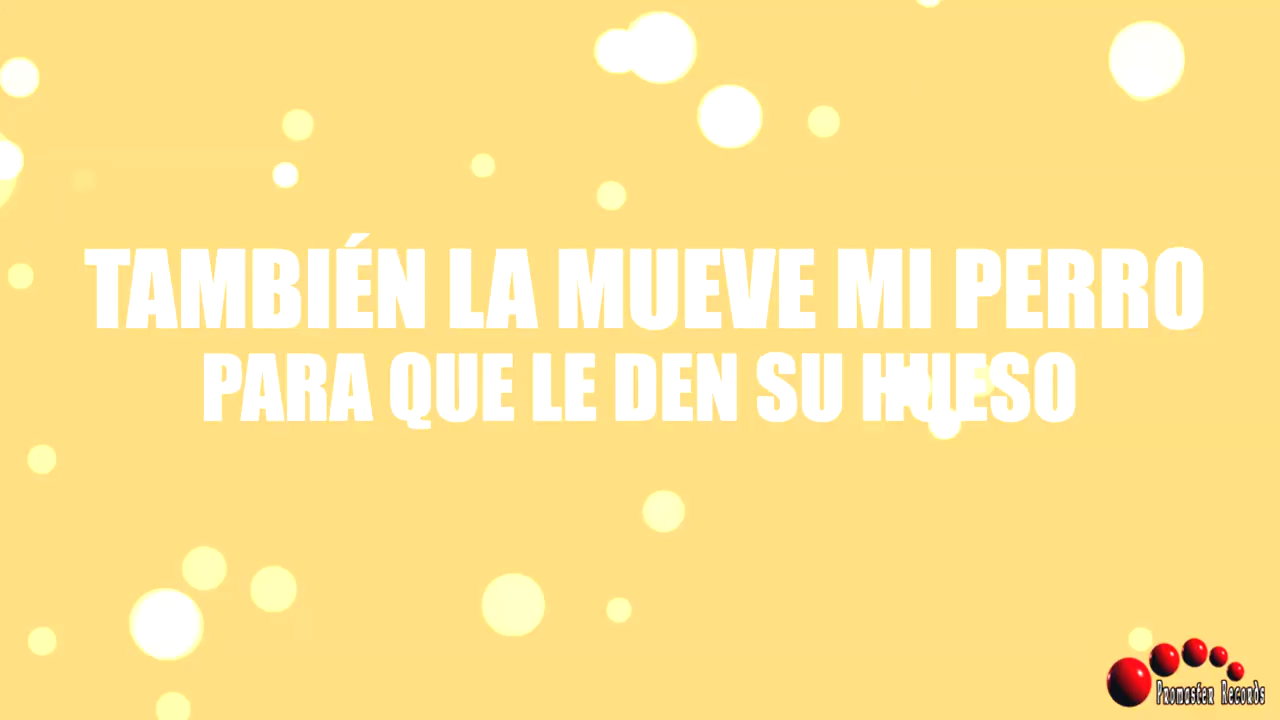 TAMBIÉN LA MUEVE MI PERRO
PARA QUE LE DEN SU HUESO
Promaster Records